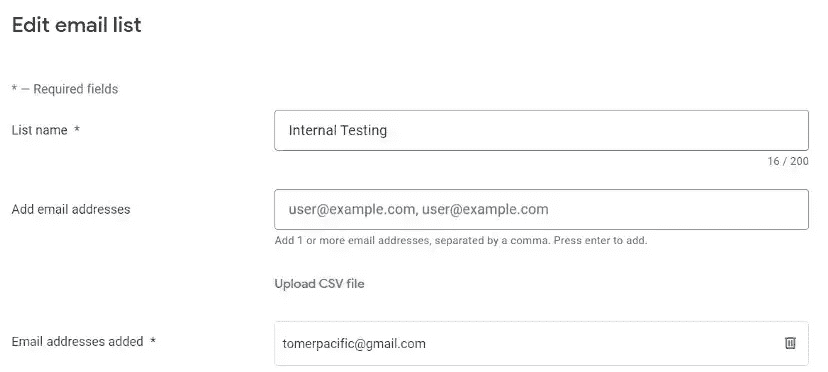 Edit email list
* — Required fields
List name *
Internal Testing
16 / 200
Add email addresses
user@example.com, user@example.com
Add 1 or more email addresses, separated by a comma. Press enter to add.
Upload CSV file
Email addresses added *
tomerpacific@gmail.com